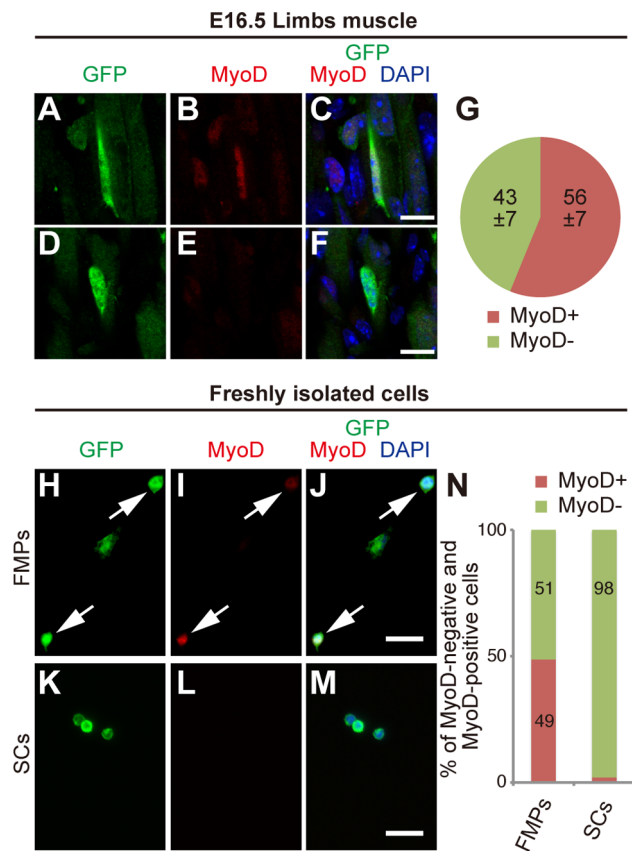 E16.5 Limbs muscle
GFP
GFP MyoD MyoD DAPI
A B C G
43 ±7
56 ±7
D E F
MyoD+
MyoD-
Freshly isolated cells
GFP
GFP MyoD MyoD DAPI
H I J N
MyoD+
MyoD-
FMPs
K L M
SCs
% of MyoD-negative and
MyoD-positive cells
100
50
0
51
49
98
FMPs
SCs